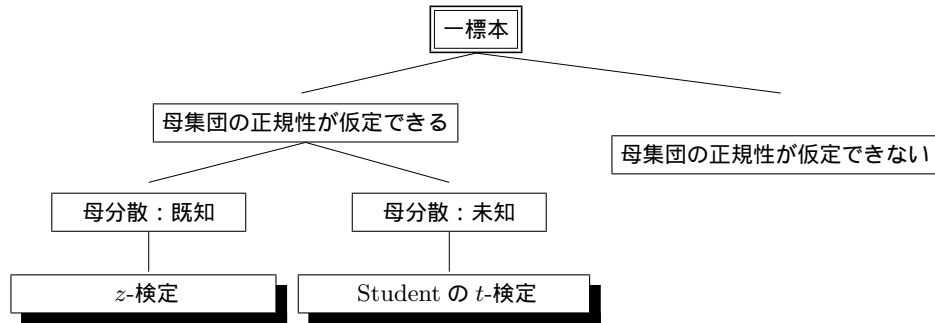 一標本
母集団の正規性が仮定できる
母集団の正規性が仮定できない
母分散：既知
母分散：未知
z-検定
Student の t-検定